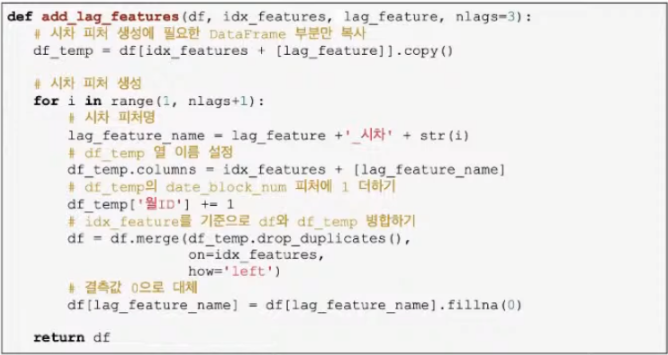 def add_lag_features(df, idx_features, lag_feature, nlags=3):
    # 시차 피처 생성에 필요한 DataFrame 부분만 복사
    df_temp = df[idx_features + [lag_feature]].copy()

    # 시차 피처 생성
    for i in range(1, nlags+1):
        # 시차 피처명
        lag_feature_name = lag_feature +'_시차' + str(i)
        # df_temp 열 이름 설정
        df_temp.columns = idx_features + [lag_feature_name]
        # df_temp의 date_block_num 피처에 1 더하기
        df_temp['월ID'] += 1
        # idx_feature를 기준으로 df와 df_temp 병합하기
        df = df.merge(df_temp.drop_duplicates(),
                      on=idx_features,
                      how='left')
        # 결측값 0으로 대체
        df[lag_feature_name] = df[lag_feature_name].fillna(0)

    return df